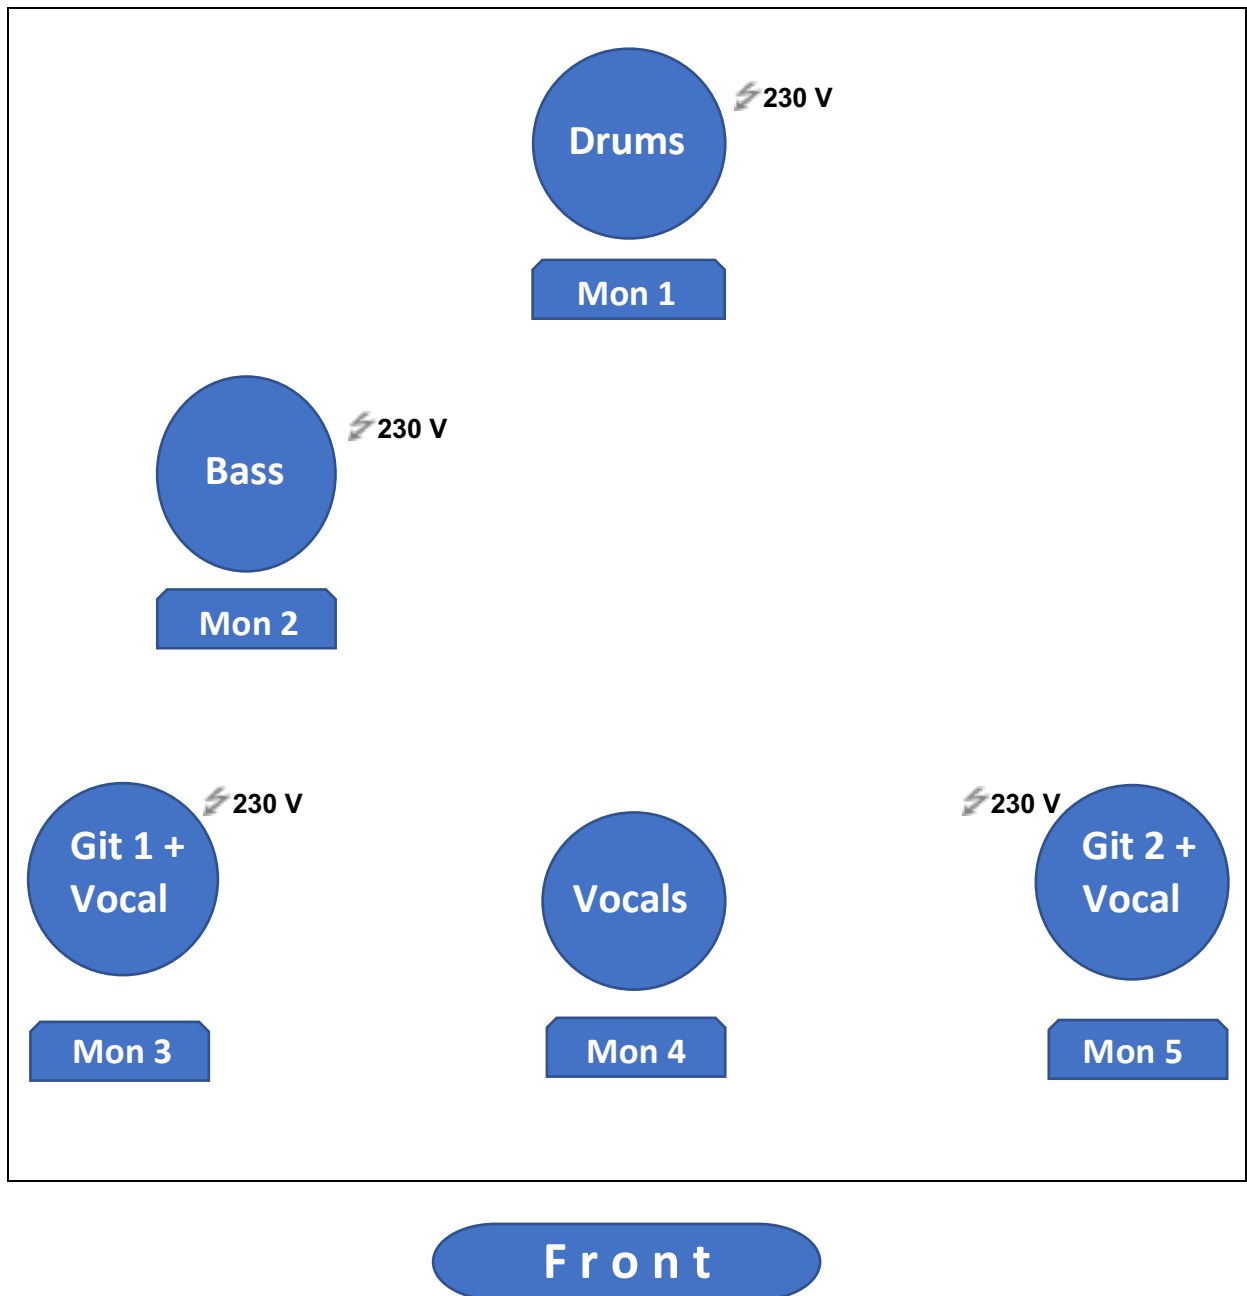 230 V
Drums
Mon 1
230 V
Bass
Mon 2
230 V
230 V
Git 1 +
Vocal
Vocals
Git 2 +
Vocal
Mon 3
Mon 4
Mon 5
Front